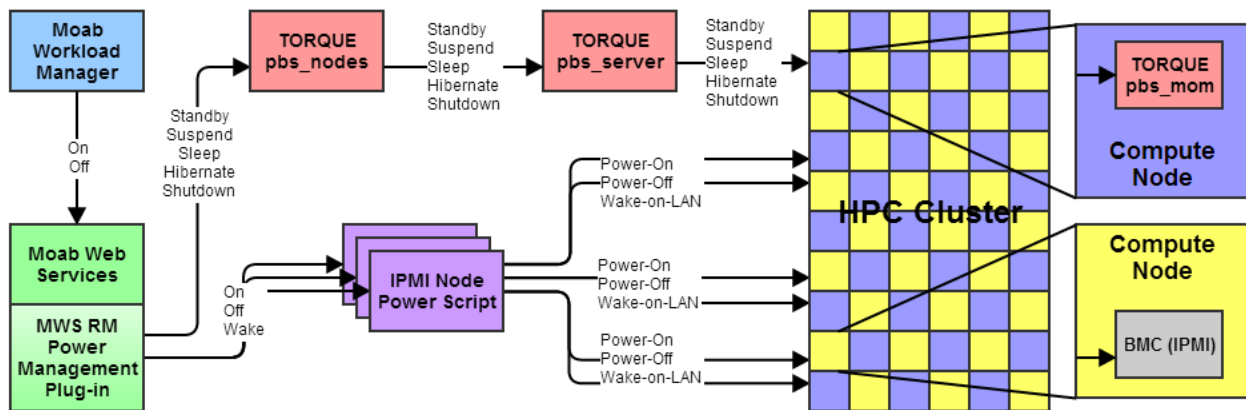 Moab
Workload
Manager
On
Off
Moab Web
Services
MWS RM
Power
Management
Plug-in
Standby
Suspend
Sleep
Hibernate
Shutdown
TORQUE
pbs_nodes
Standby
Suspend
Sleep
Hibernate
Shutdown
TORQUE
pbs_server
Standby
Suspend
Sleep
Hibernate
Shutdown
On
Off
Wake
IPMI Node
Power Script
Power-On
Power-Off
Wake-on-LAN
Power-On
Power-Off
Wake-on-LAN
Power-On
Power-Off
Wake-on-LAN
HPC Cluster
TORQUE
pbs_mom
Compute
Node
Compute
Node
BMC (IPMI)